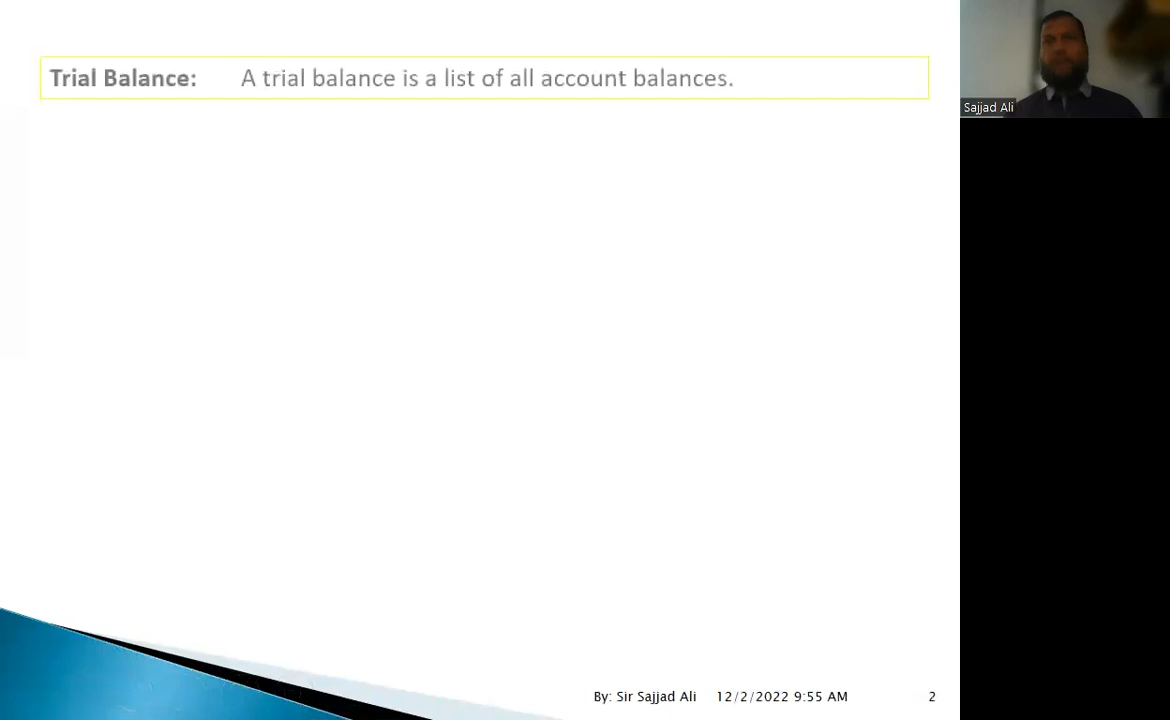 Trial Balance: A trial balance is a list of all account balances.
Sajjad Ali
By: Sir Sajjad Ali 12/2/2022 9:55 AM 2